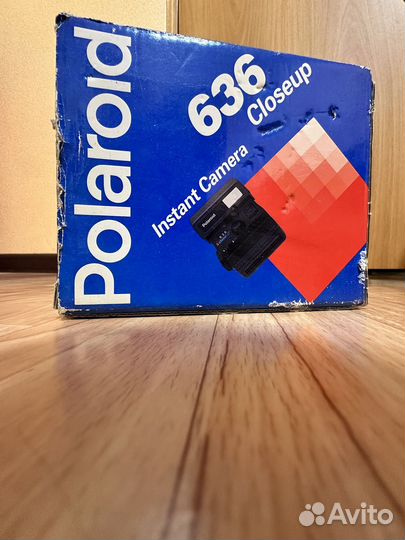 Polaroid
636
Closeup
Instant Camera
Polaroid
Avito